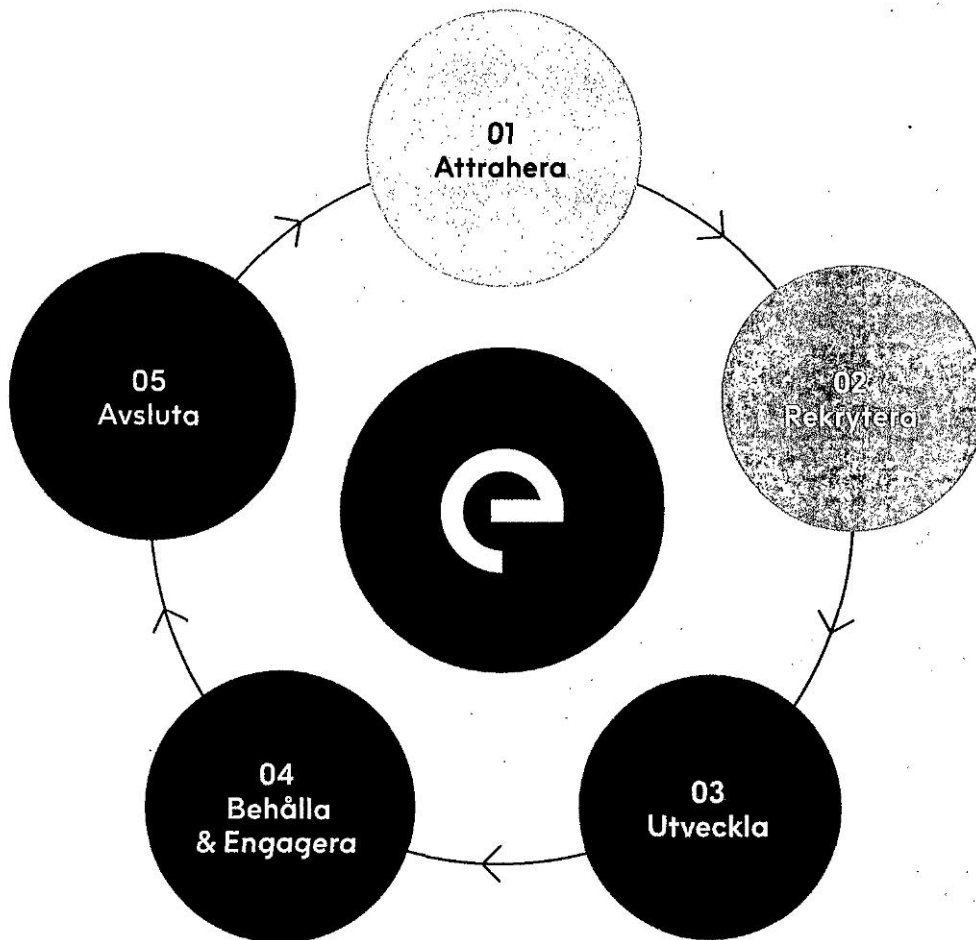 01
Attrahera
02
Rekrytera
03
Utveckla
04
Behålla
& Engagera
05
Avsluta
e